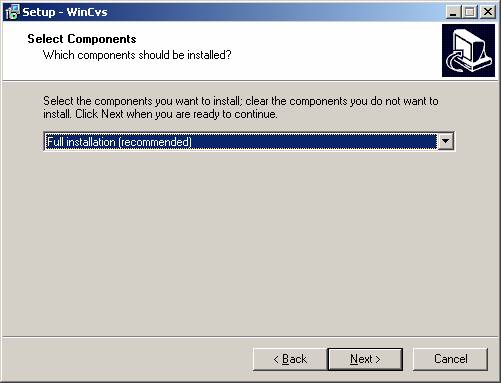 Setup - WinCvs
Select Components
Which components should be installed?
Select the components you want to install; clear the components you do not want to
install. Click Next when you are ready to continue.
Full installation (recommended)
< Back
Next >
Cancel